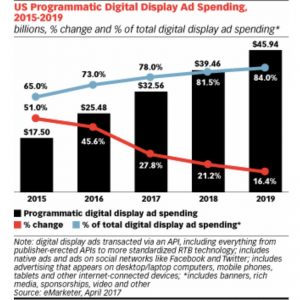 US Programmatic Digital Display Ad Spending,
2015-2019
billions, % change and % of total digital display ad spending*
$45.94
$39.46
$32.56
$25.48
$17.50
65.0%
73.0%
78.0%
81.5%
84.0%
51.0%
45.6%
27.8%
21.2%
16.4%
2015 2016 2017 2018 2019
Programmatic digital display ad spending
% change % of total digital display ad spending*
Note: digital display ads transacted via an API, including everything from
publisher-erected APIs to more standardized RTB technology; includes
native ads and ads on social networks like Facebook and Twitter; includes
advertising that appears on desktop/laptop computers, mobile phones,
tablets and other internet-connected devices; *includes banners, rich
media, sponsorships, video and other
Source: eMarketer, April 2017